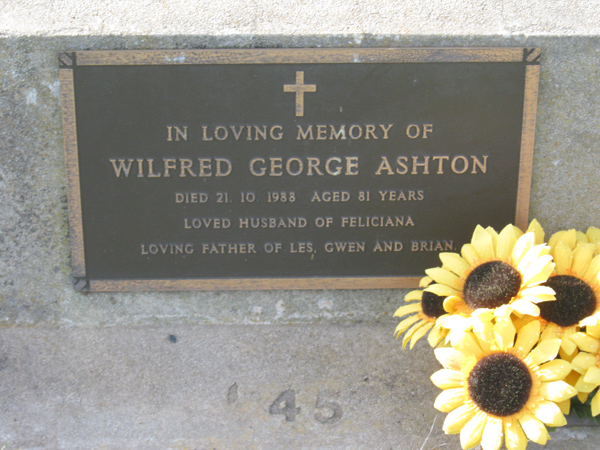 IN LOVING MEMORY OF
WILFRED GEORGE ASHTON
DIED 21. 10. 1988 AGED 81 YEARS
LOVED HUSBAND OF FELICIANA
LOVING FATHER OF LES, GWEN AND BRIAN.
45